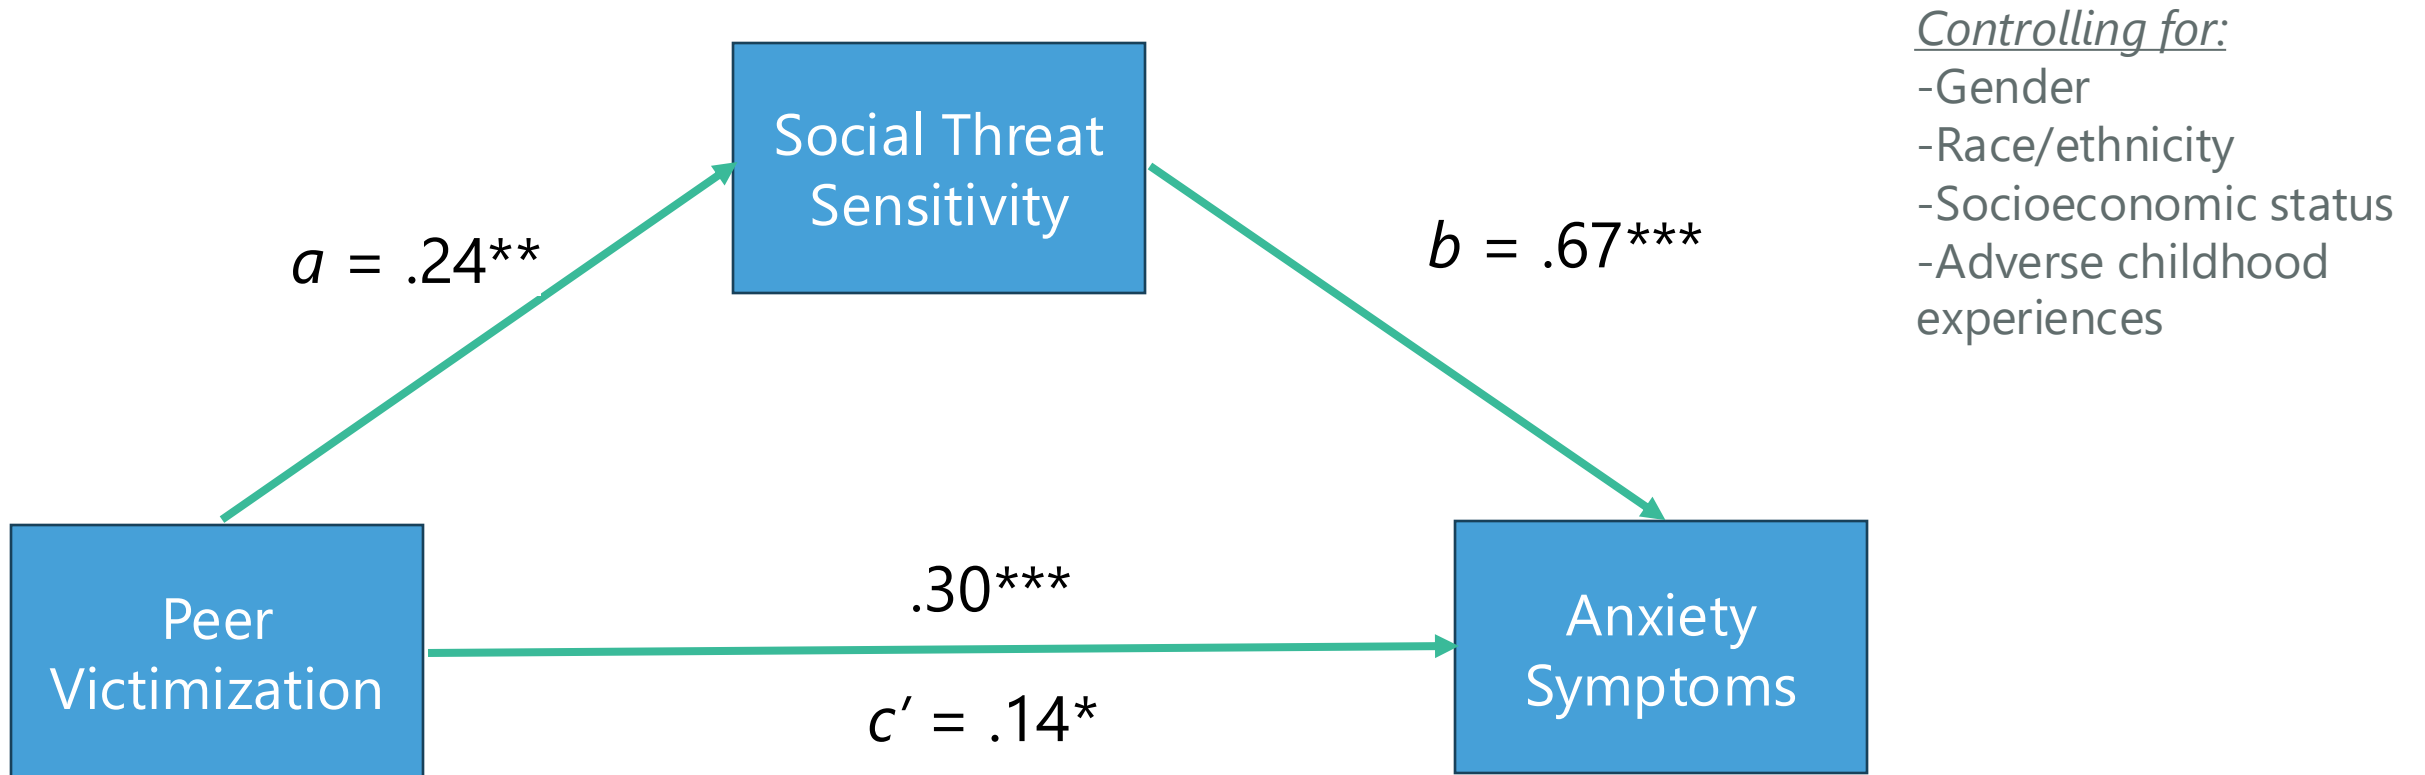 Controlling for:
-Gender
-Race/ethnicity
-Socioeconomic status
-Adverse childhood
experiences
Social Threat
Sensitivity
a = .24**
b = .67***
Peer
Victimization
.30***
c′ = .14*
Anxiety
Symptoms